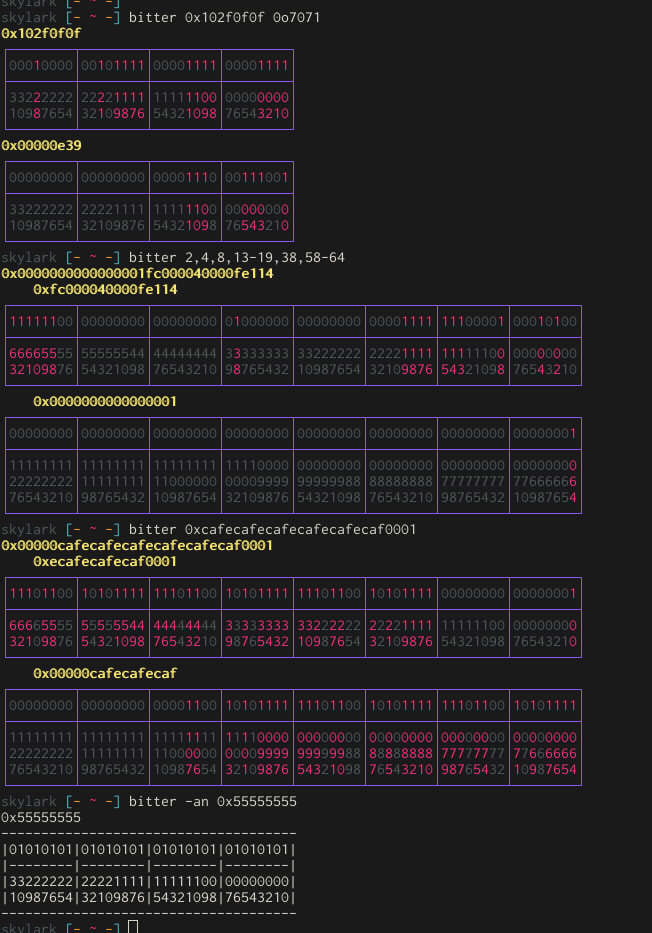 skylark [- ~ -]
skylark [- ~ -] bitter 0x102f0f0f 0o7071
0x102f0f0f
00010000 00101111 00001111 00001111
33222222 22221111 11111100 00000000
10987654 32109876 54321098 76543210
0x00000e39
00000000 00000000 00001110 00111001
33222222 22221111 11111100 00000000
10987654 32109876 54321098 76543210
skylark [- ~ -] bitter 2,4,8,13-19,38,58-64
0x0000000000000001fc000040000fe114
0xfc000040000fe114
11111100 00000000 00000000 01000000 00000000 00001111 11100001 00010100
66665555 55555544 44444444 33333333 33222222 22221111 11111100 00000000
32109876 54321098 76543210 98765432 10987654 32109876 54321098 76543210
0x0000000000000001
00000000 00000000 00000000 00000000 00000000 00000000 00000000 00000001
11111111 11111111 11111111 11110000 00000000 00000000 00000000 00000000
22222222 11111111 11000000 00009999 99999988 88888888 77777777 77666666
76543210 98765432 10987654 32109876 54321098 76543210 98765432 10987654
skylark [- ~ -] bitter 0xcafecafecafecafecafecaf0001
0x00000cafecafecafecafecafecaf0001
0xecafecafecaf0001
11101100 10101111 11101100 10101111 11101100 10101111 00000000 00000001
66665555 55555544 44444444 33333333 33222222 22221111 11111100 00000000
32109876 54321098 76543210 98765432 10987654 32109876 54321098 76543210
0x00000cafecafecaf
00000000 00000000 00001100 10101111 11101100 10101111 11101100 10101111
11111111 11111111 11111111 11110000 00000000 00000000 00000000 00000000
22222222 11111111 11000000 00009999 99999988 88888888 77777777 77666666
76543210 98765432 10987654 32109876 54321098 76543210 98765432 10987654
skylark [- ~ -] bitter -an 0x55555555
0x55555555
-------------------------------------
|01010101|01010101|01010101|01010101|
|--------|--------|--------|--------|
|33222222|22221111|11111100|00000000|
|10987654|32109876|54321098|76543210|
-------------------------------------
skylark [- ~ -]